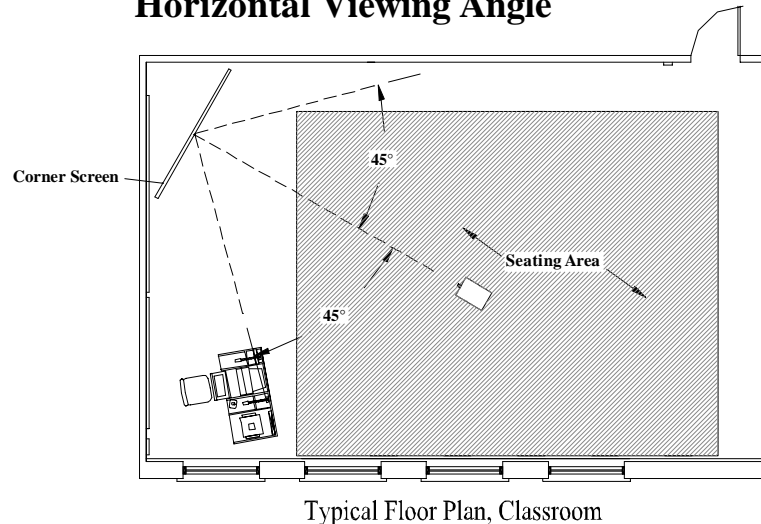 Horizontal Viewing Angle
45°
Corner Screen
Seating Area
45°
Typical Floor Plan, Classroom